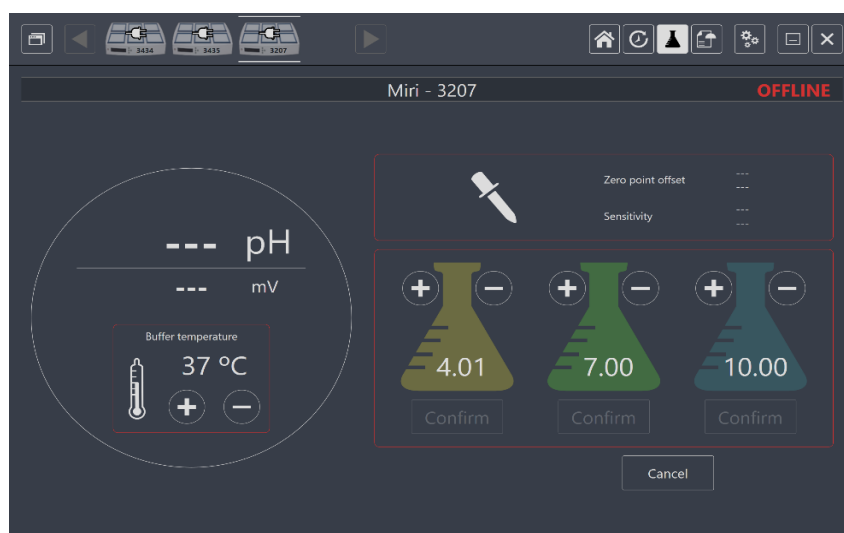 3434 3435 3207
Miri - 3207 OFFLINE
--- pH
--- mV
Buffer temperature
37 ºC
Zero point offset ---
---
Sensitivity ---
---
4.01 7.00 10.00
Confirm Confirm Confirm
Cancel